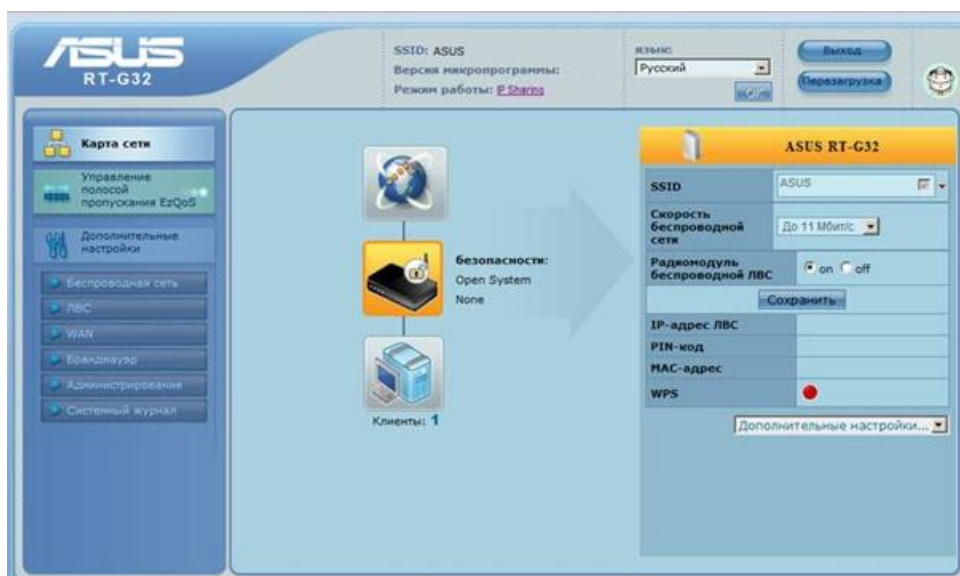 ASUS
RT-G32
SSID: ASUS
Версия микропрограммы:
Режим работы: P Sharing
язык:
Русский
OK
Выход
Перезагрузка
Карта сети
Управление
полосой
пропускания EzQoS
Дополнительные
настройки
Беспроводная сеть
ЛВС
WAN
Брандмауэр
Администрирование
Системный журнал
безопасности:
Open System
None
Клиенты: 1
ASUS RT-G32
SSID
ASUS
Скорость
беспроводной
сети
До 11 Мбит/с
Радиомодуль
беспроводной ЛВС
on off
Сохранить
IP-адрес ЛВС
PIN-код
MAC-адрес
WPS
Дополнительные настройки...